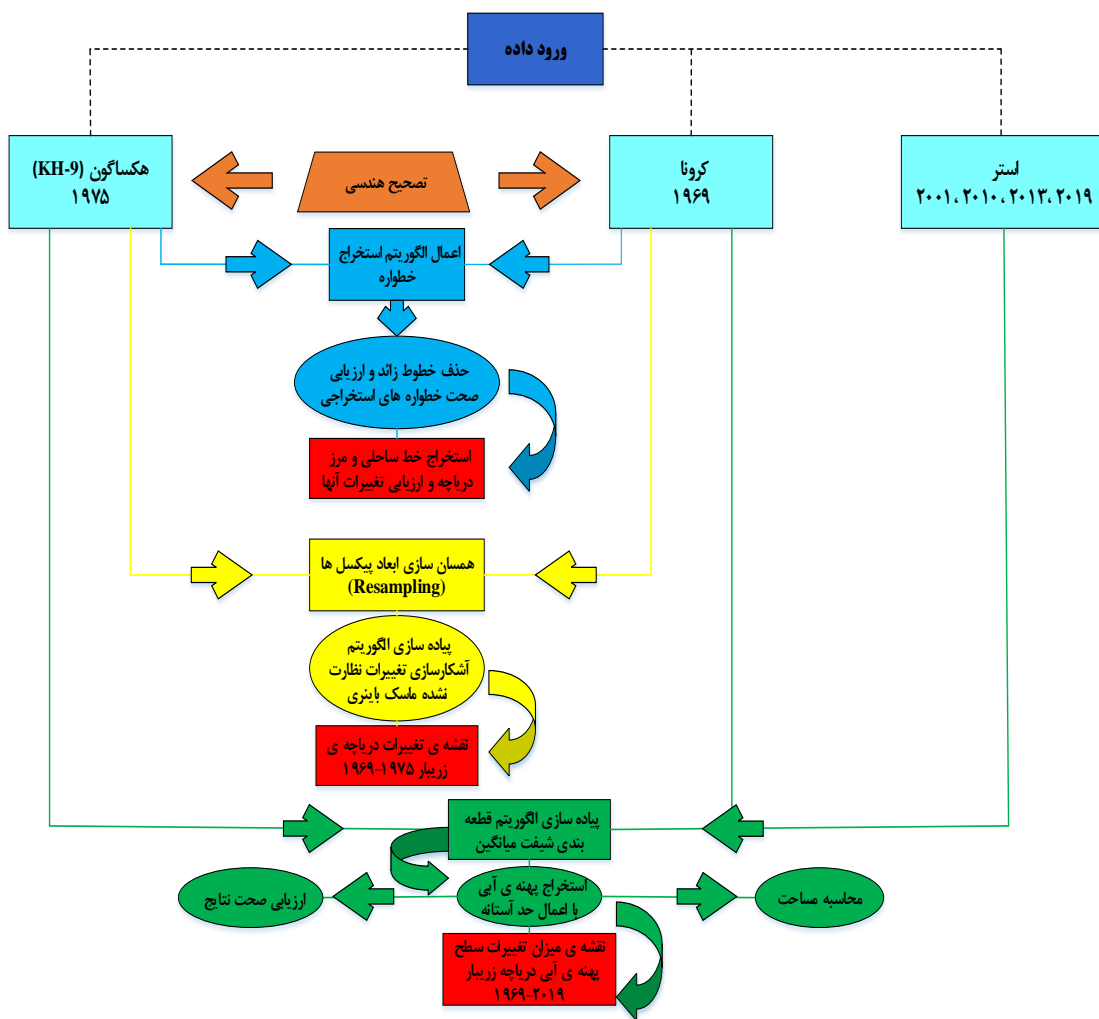 ورود داده
استر
۲۰۰۱، ۲۰۱۰، ۲۰۱۳، ۲۰۱۹
کرونا
۱۹۶۹
تصحیح هندسی
هکساگون (KH-9)
۱۹۷۵
اعمال الگوریتم استخراج
خطواره
حذف خطوط زائد و ارزیابی
صحت خطواره های استخراجی
استخراج خط ساحلی و مرز
دریاچه و ارزیابی تغییرات آنها
همسان سازی ابعاد پیکسل ها
(Resampling)
پیاده سازی الگوریتم
آشکارسازی تغییرات نظارت
نشده ماسک باینری
نقشه ی تغییرات دریاچه ی
زریبار ۱۹۷۵-۱۹۶۹
پیاده سازی الگوریتم قطعه
بندی شیفت میانگین
محاسبه مساحت
استخراج پهنه ی آبی
با اعمال حد آستانه
ارزیابی صحت نتایج
نقشه ی میزان تغییرات سطح
پهنه ی آبی دریاچه زریبار
۲۰۱۹-۱۹۶۹